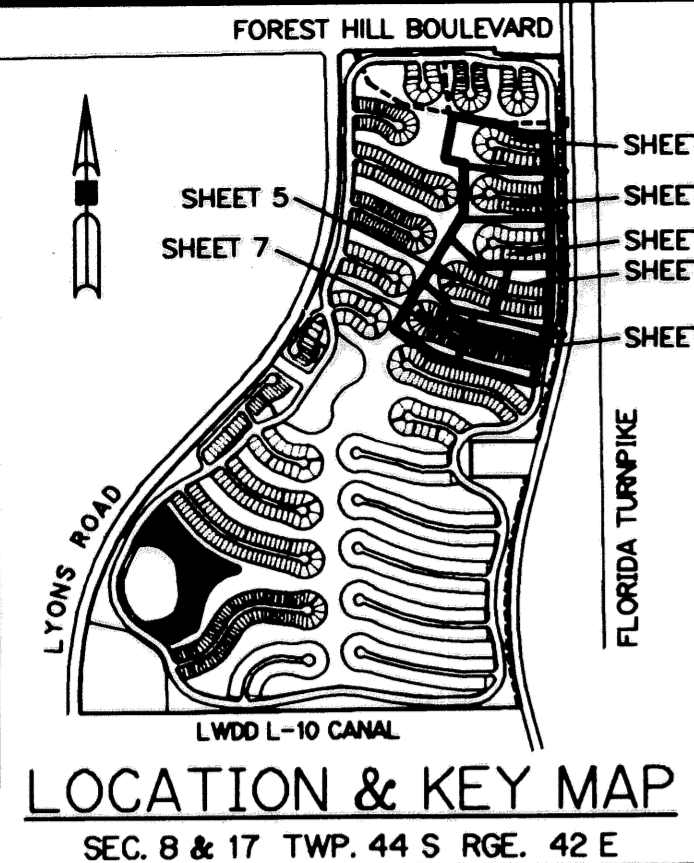 FOREST HILL BOULEVARD
SHEET
SHEET 5
SHEET
SHEET 7
SHEET
SHEET
SHEET
LYONS ROAD
FLORIDA TURNPIKE
LWDD L-10 CANAL
LOCATION & KEY MAP
SEC. 8 & 17 TWP. 44 S RGE. 42 E